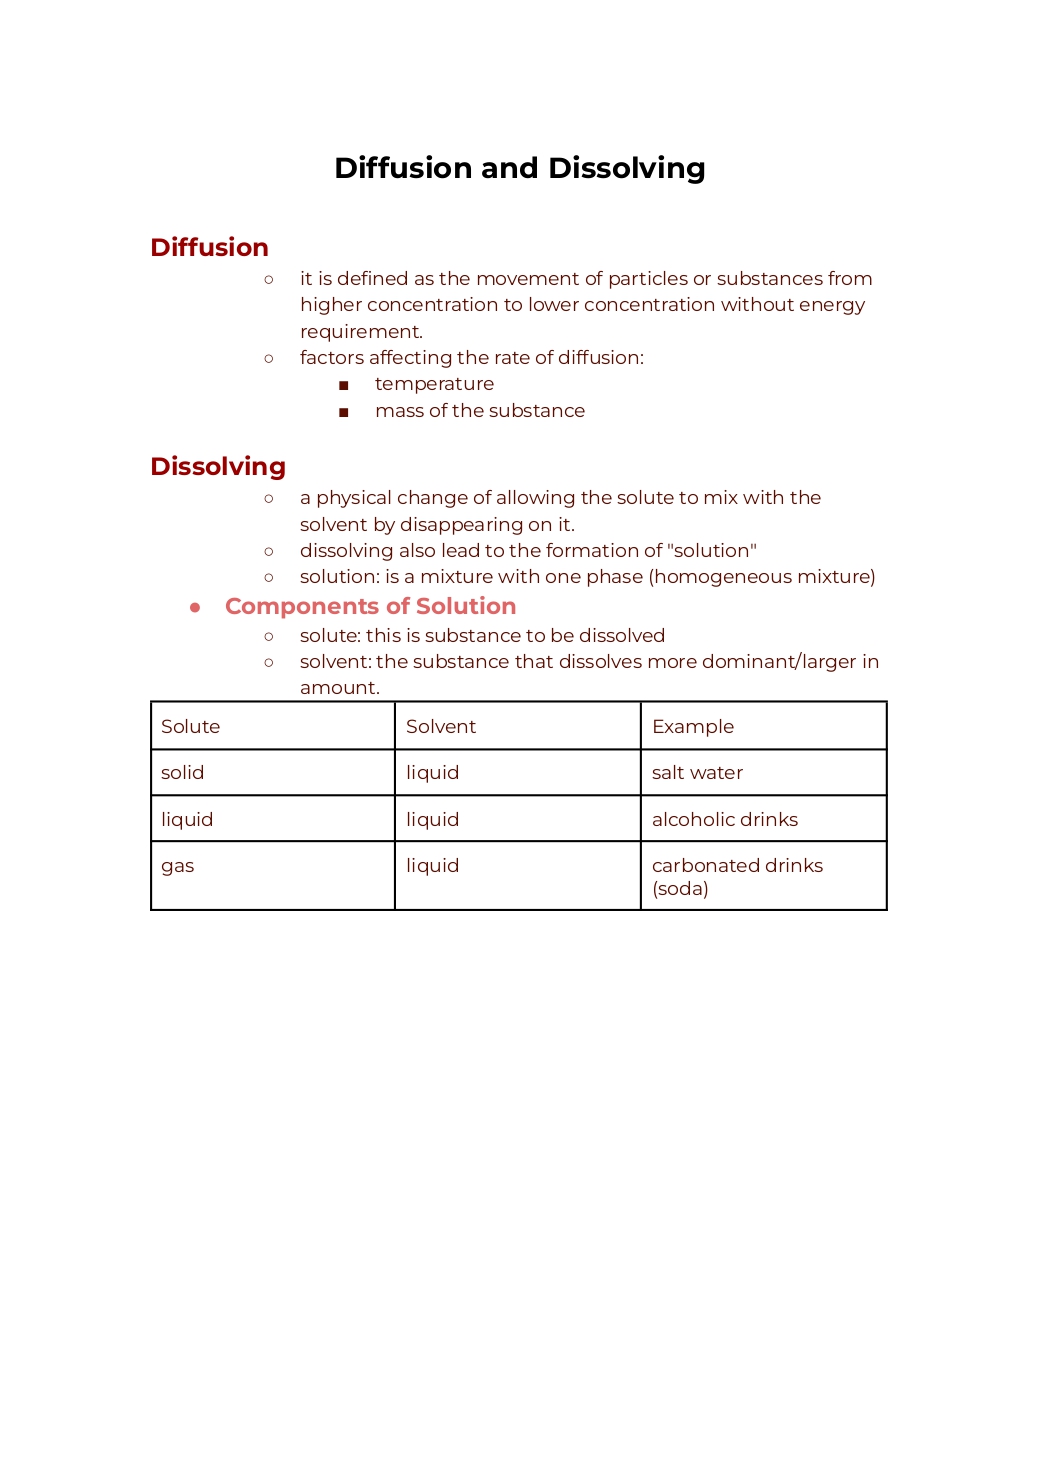 Diffusion and Dissolving
Diffusion
○ it is defined as the movement of particles or substances from
higher concentration to lower concentration without energy
requirement.
○ factors affecting the rate of diffusion:
■ temperature
■ mass of the substance
Dissolving
○ a physical change of allowing the solute to mix with the
solvent by disappearing on it.
○ dissolving also lead to the formation of "solution"
○ solution: is a mixture with one phase (homogeneous mixture)
● Components of Solution
○ solute: this is substance to be dissolved
○ solvent: the substance that dissolves more dominant/larger in
amount.
Solute Solvent Example
solid liquid salt water
liquid liquid alcoholic drinks
gas liquid carbonated drinks
(soda)